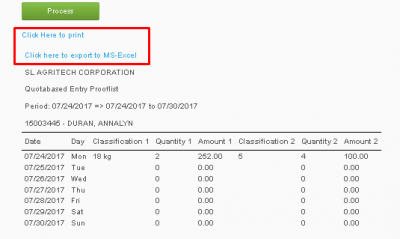 Process
Click Here to print
Click here to export to MS-Excel
SL AGRITECH CORPORATION
Quotabased Entry Prooflist
Period: 07/24/2017 => 07/24/2017 to 07/30/2017
15003445 - DURAN, ANNALYN
Date Day Classification 1 Quantity 1 Amount 1 Classification 2 Quantity 2 Amount 2
07/24/2017 Mon 18 kg 2 252.00 5 4 100.00
07/25/2017 Tue 0 0.00 0 0.00
07/26/2017 Wed 0 0.00 0 0.00
07/27/2017 Thu 0 0.00 0 0.00
07/28/2017 Fri 0 0.00 0 0.00
07/29/2017 Sat 0 0.00 0 0.00
07/30/2017 Sun 0 0.00 0 0.00